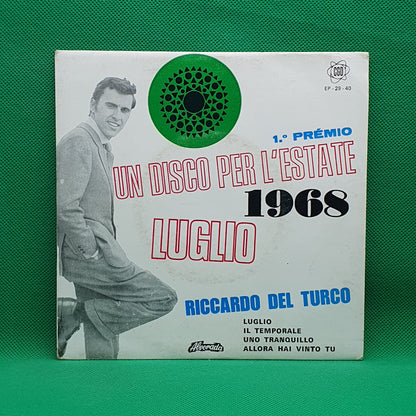 CGD
EP - 29 - 40
1.º PRÉMIO
UN DISCO PER L'ESTATE
1968
LUGLIO
RICCARDO DEL TURCO
LUGLIO
IL TEMPORALE
UNO TRANQUILLO
ALLORA HAI VINTO TU
Alvorada